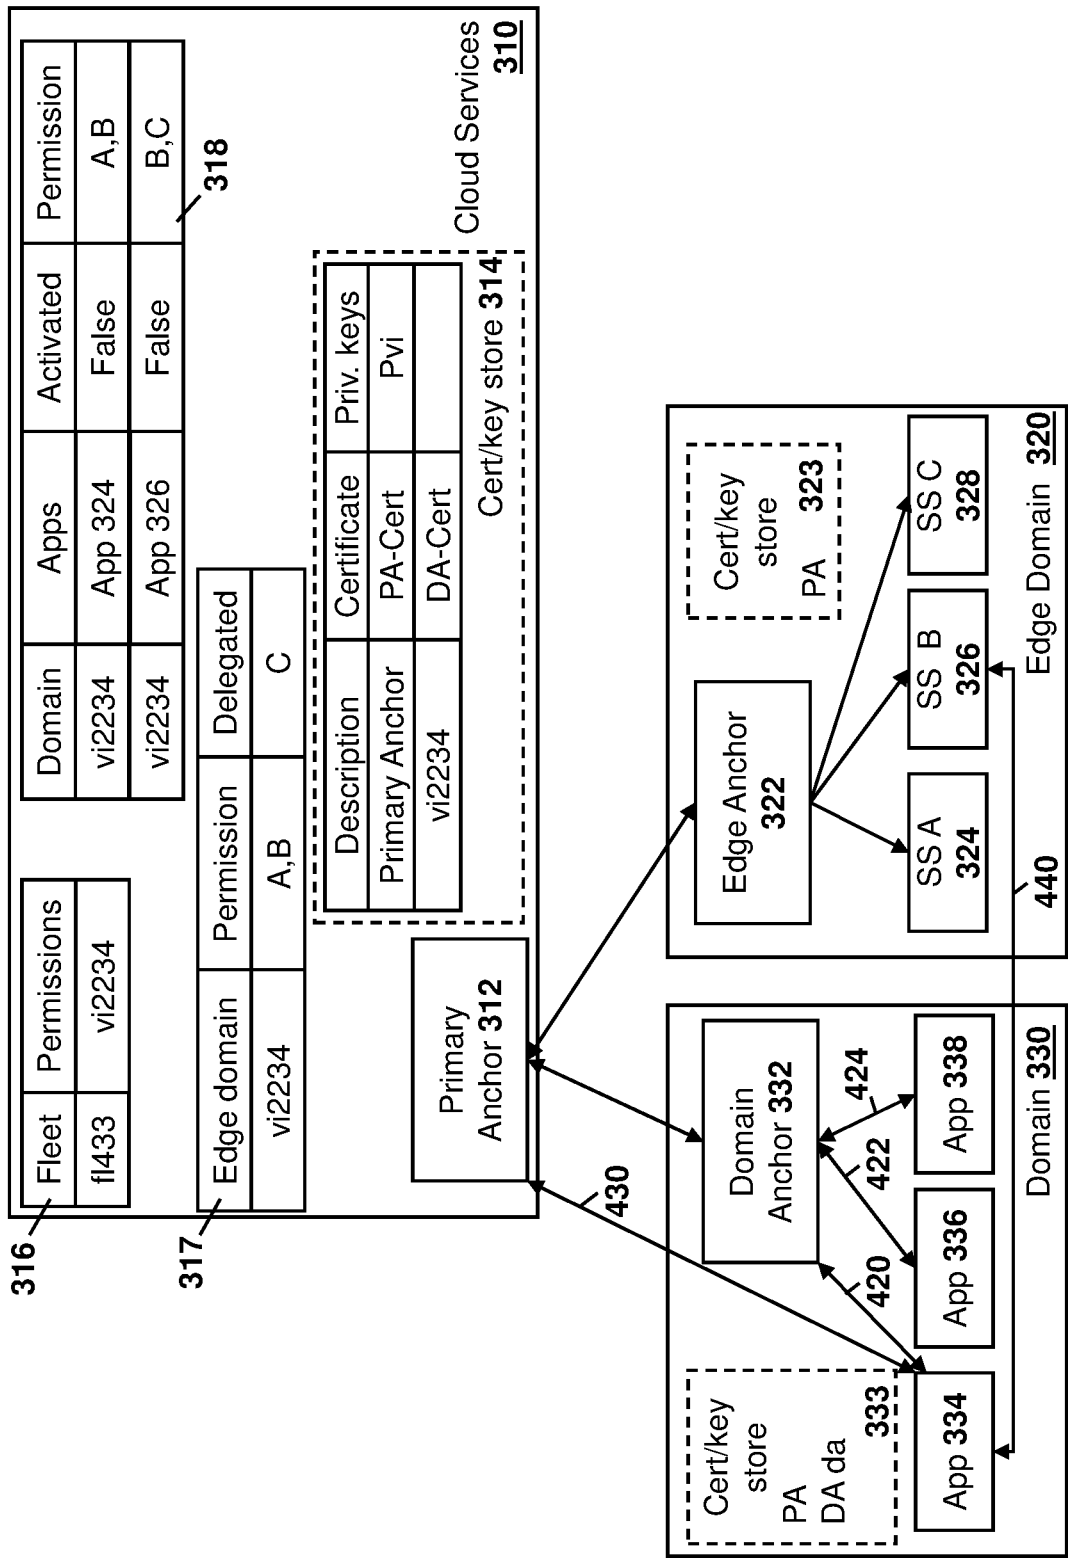 316
Fleet Permissions
fl433 vi2234
Domain Apps Activated Permission
vi2234 App 324 False A,B
vi2234 App 326 False B,C
318
317
Edge domain Permission Delegated
vi2234 A,B C
Description Certificate Priv. keys
Primary Anchor PA-Cert Pvi
vi2234 DA-Cert
Cert/key store 314
Primary
Anchor 312
Cloud Services
310
430
Cert/key
store
PA
DA da
333
Domain
Anchor 332
420
422
424
App 334
App 336
App 338
Domain 330
440
Edge Anchor
322
Cert/key
store
PA
323
SS A
324
SS B
326
SS C
328
Edge Domain 320